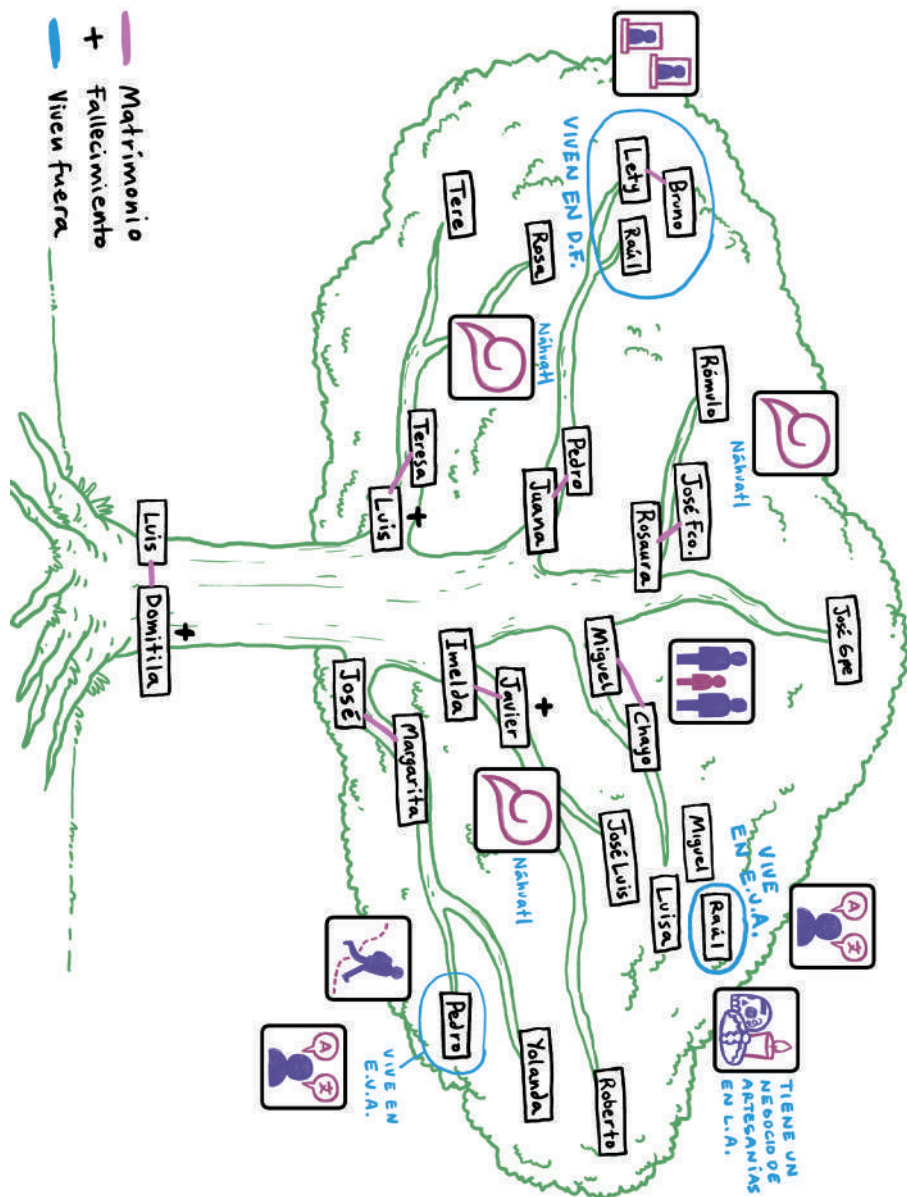 VIVEN EN D.F.
Lety
Bruno
Raúl
Tere
Rosa
Náhuatl
Teresa
Luis
Pedro
Juana
Rómulo
Náhuatl
José Fco.
Rosaura
José Gpe
Miguel
Chayo
Miguel
Luisa
Raúl
VIVE
EN E.U.A.
TIENE UN
NEGOCIO DE
ARTESANÍAS
EN L.A.
Imelda
Javier
José Luis
Roberto
Náhuatl
José
Margarita
Yolanda
Pedro
VIVE EN
E.U.A.
A
文
A
文
Luis
Domitila
Matrimonio
+ Fallecimiento
Viven fuera
+
+
+